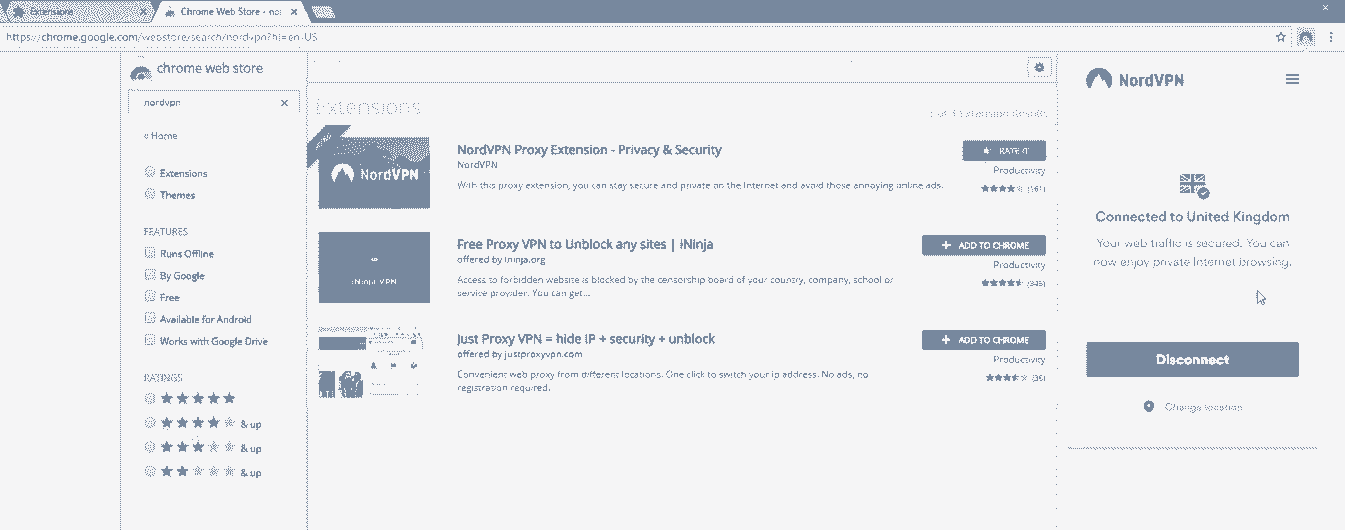 Extensions
Chrome Web Store - nor
https://chrome.google.com/webstore/search/nordvpn?hl=en-US
chrome web store
nordvpn
« Home
Extensions
Themes
FEATURES
Runs Offline
By Google
Free
Available for Android
Works with Google Drive
RATINGS
& up
& up
& up
Extensions
Extension Results
NordVPN
NordVPN Proxy Extension - Privacy & Security
NordVPN
With this proxy extension, you can stay secure and private on the Internet and avoid those annoying online ads.
RATE IT
Productivity
iNinja VPN
Free Proxy VPN to Unblock any sites | iNinja
offered by ininja.org
Access to forbidden website is blocked by the censorship board of your country, company, school or
service provider. You can get...
ADD TO CHROME
Productivity
Just Proxy VPN = hide IP + security + unblock
offered by justproxyvpn.com
Convenient web proxy from different locations. One click to switch your ip address. No ads, no
registration required.
ADD TO CHROME
Productivity
NordVPN
Connected to United Kingdom
Your web traffic is secured. You can
now enjoy private Internet browsing.
Disconnect
Change location